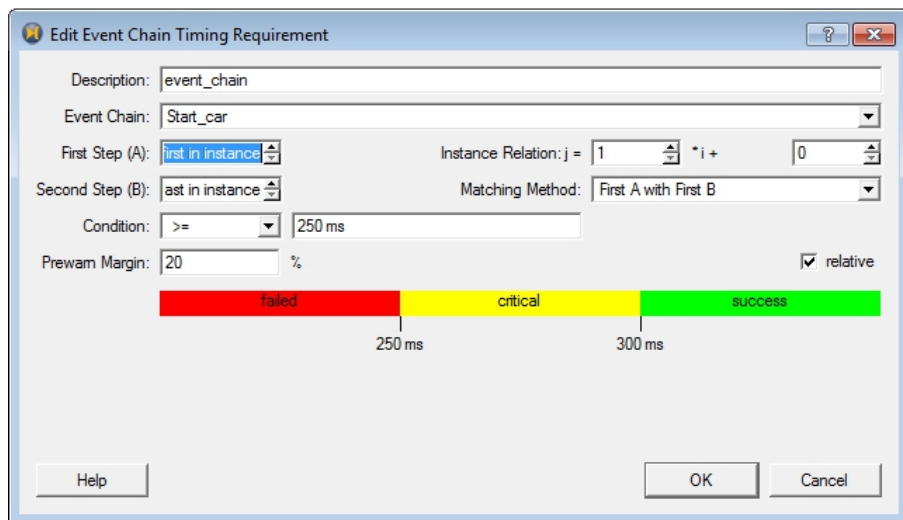 Edit Event Chain Timing Requirement
?
Description: event_chain
Event Chain: Start_car
First Step (A): first in instance Instance Relation: j = 1 * i + 0
Second Step (B): ast in instance Matching Method: First A with First B
Condition: >= 250 ms
Prewarn Margin: 20 % relative
failed critical success
250 ms 300 ms
Help OK Cancel